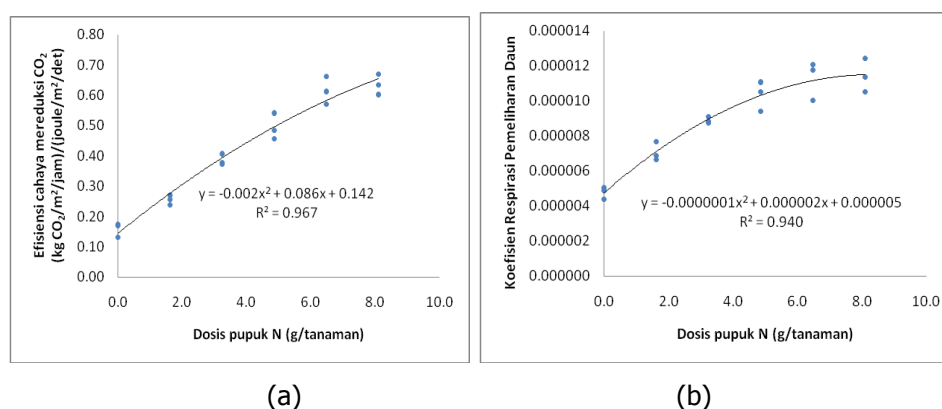 Efisiensi cahaya mereduksi CO₂
(kg CO₂/m²/jam)/(joule/m²/det)
0.80
0.70
0.60
0.50
0.40
0.30
0.20
0.10
0.00
y = -0.002x² + 0.086x + 0.142
R² = 0.967
0.0 2.0 4.0 6.0 8.0 10.0
Dosis pupuk N (g/tanaman)
(a)
Koefisien Respirasi Pemeliharan Daun
0.000014
0.000012
0.000010
0.000008
0.000006
0.000004
0.000002
0.000000
y = -0.0000001x² + 0.000002x + 0.000005
R² = 0.940
0.0 2.0 4.0 6.0 8.0 10.0
Dosis pupuk N (g/tanaman)
(b)